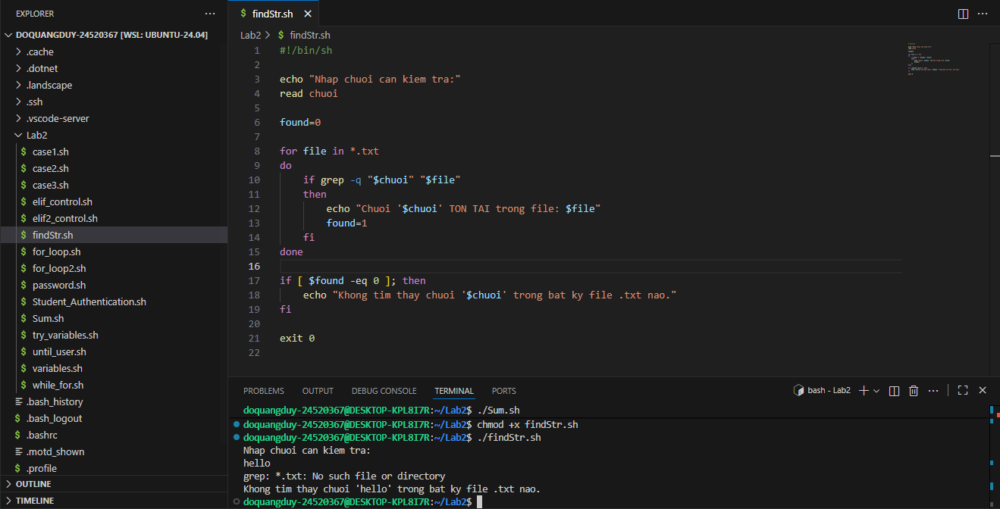 EXPLORER
DOQUANGDUY-24520367 [WSL: UBUNTU-24.04]
.cache
.dotnet
.landscape
.ssh
.vscode-server
Lab2
$ case1.sh
$ case2.sh
$ case3.sh
$ elif_control.sh
$ elif2_control.sh
$ findStr.sh
$ for_loop.sh
$ for_loop2.sh
$ password.sh
$ Student_Authentication.sh
$ Sum.sh
$ try_variables.sh
$ until_user.sh
$ variables.sh
$ while_for.sh
.bash_history
$ .bash_logout
$ .bashrc
.motd_shown
$ .profile
OUTLINE
TIMELINE
$ findStr.sh
Lab2 > $ findStr.sh
1 #!/bin/sh
2
3 echo "Nhap chuoi can kiem tra:"
4 read chuoi
5
6 found=0
7
8 for file in *.txt
9 do
10 if grep -q "$chuoi" "$file"
11 then
12 echo "Chuoi '$chuoi' TON TAI trong file: $file"
13 found=1
14 fi
15 done
16
17 if [ $found -eq 0 ]; then
18 echo "Khong tim thay chuoi '$chuoi' trong bat ky file .txt nao."
19 fi
20
21 exit 0
22
PROBLEMS OUTPUT DEBUG CONSOLE TERMINAL PORTS
bash - Lab2
doquangduy-24520367@DESKTOP-KPL8I7R:~/Lab2$ ./Sum.sh
doquangduy-24520367@DESKTOP-KPL8I7R:~/Lab2$ chmod +x findStr.sh
doquangduy-24520367@DESKTOP-KPL8I7R:~/Lab2$ ./findStr.sh
Nhap chuoi can kiem tra:
hello
grep: *.txt: No such file or directory
Khong tim thay chuoi 'hello' trong bat ky file .txt nao.
doquangduy-24520367@DESKTOP-KPL8I7R:~/Lab2$